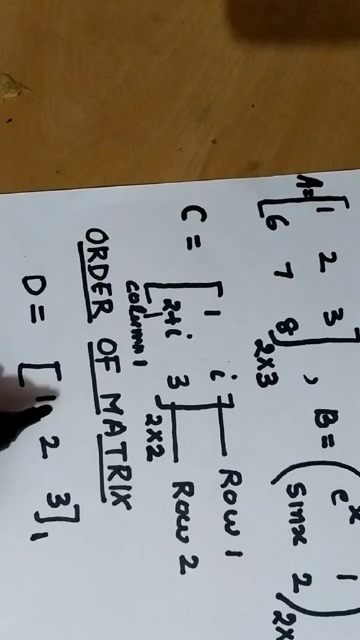 A = [1 2 3
6 7 8] 2x3 , B = (e^x 1
sinx 2) 2x
C = [1 i] Row 1
[2+i 3] 2x2 Row 2
column 1
ORDER OF MATRIX
D = [1 2 3],